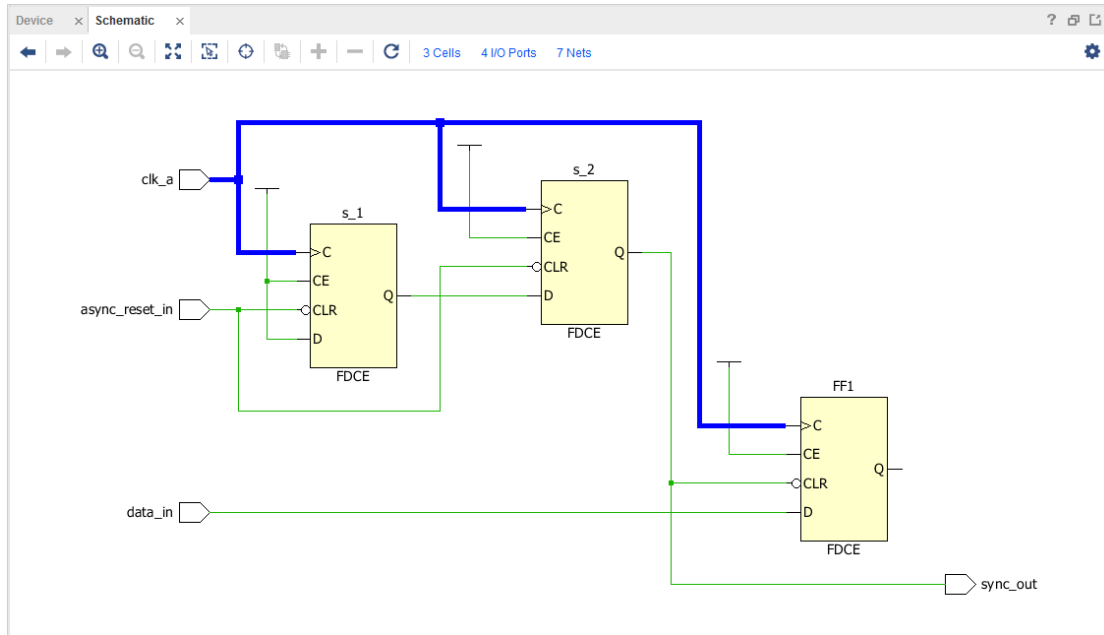 Device × Schematic × ?
3 Cells 4 I/O Ports 7 Nets
clk_a
async_reset_in
data_in
s_1
C
CE
CLR
D
Q
FDCE
s_2
C
CE
CLR
D
Q
FDCE
FF1
C
CE
CLR
D
Q
FDCE
sync_out